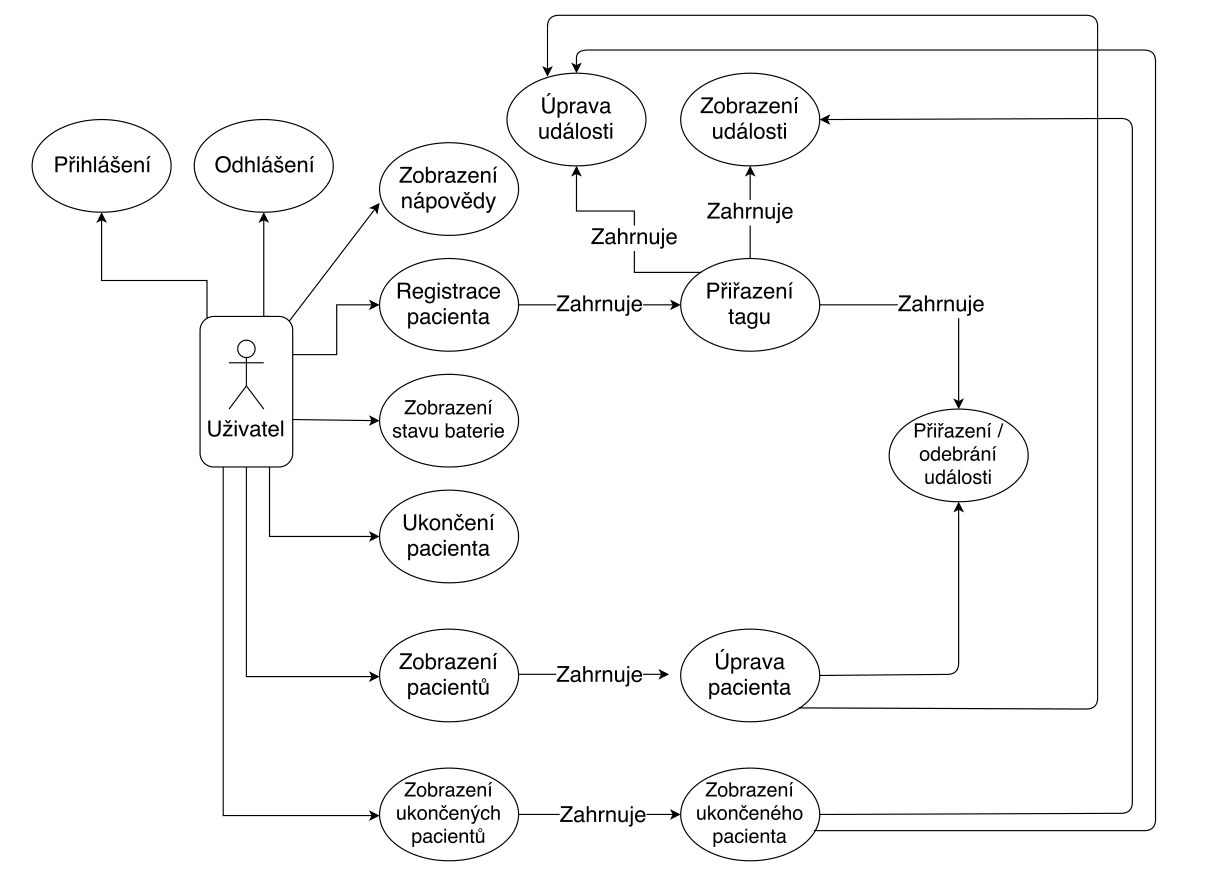 Úprava
události
Zobrazení
události
Přihlášení
Odhlášení
Zobrazení
nápovědy
Zahrnuje
Zahrnuje
Registrace
pacienta
Zahrnuje
Přiřazení
tagu
Zahrnuje
Uživatel
Zobrazení
stavu baterie
Přiřazení /
odebrání
události
Ukončení
pacienta
Zobrazení
pacientů
Zahrnuje
Úprava
pacienta
Zobrazení
ukončených
pacientů
Zahrnuje
Zobrazení
ukončeného
pacienta